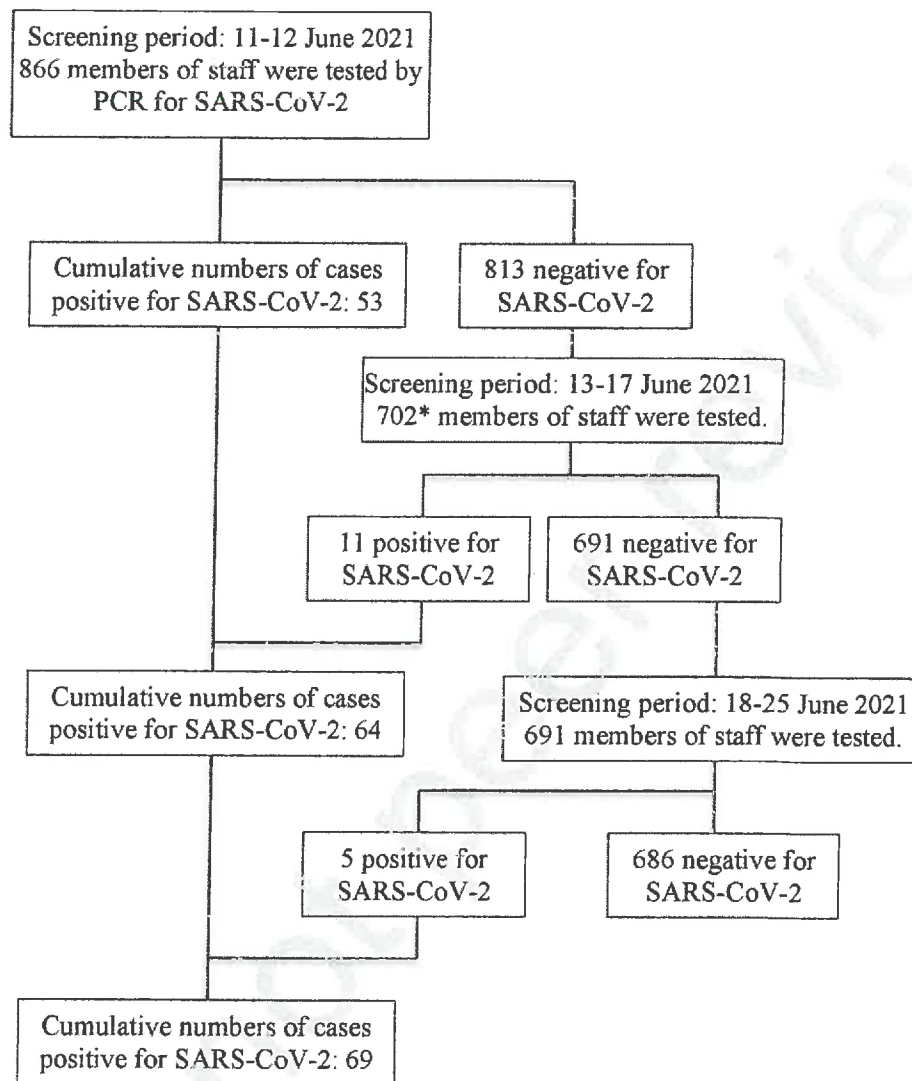 Screening period: 11-12 June 2021
866 members of staff were tested by
PCR for SARS-CoV-2
Cumulative numbers of cases
positive for SARS-CoV-2: 53
813 negative for
SARS-CoV-2
Screening period: 13-17 June 2021
702* members of staff were tested.
11 positive for
SARS-CoV-2
691 negative for
SARS-CoV-2
Cumulative numbers of cases
positive for SARS-CoV-2: 64
Screening period: 18-25 June 2021
691 members of staff were tested.
5 positive for
SARS-CoV-2
686 negative for
SARS-CoV-2
Cumulative numbers of cases
positive for SARS-CoV-2: 69
not peer review